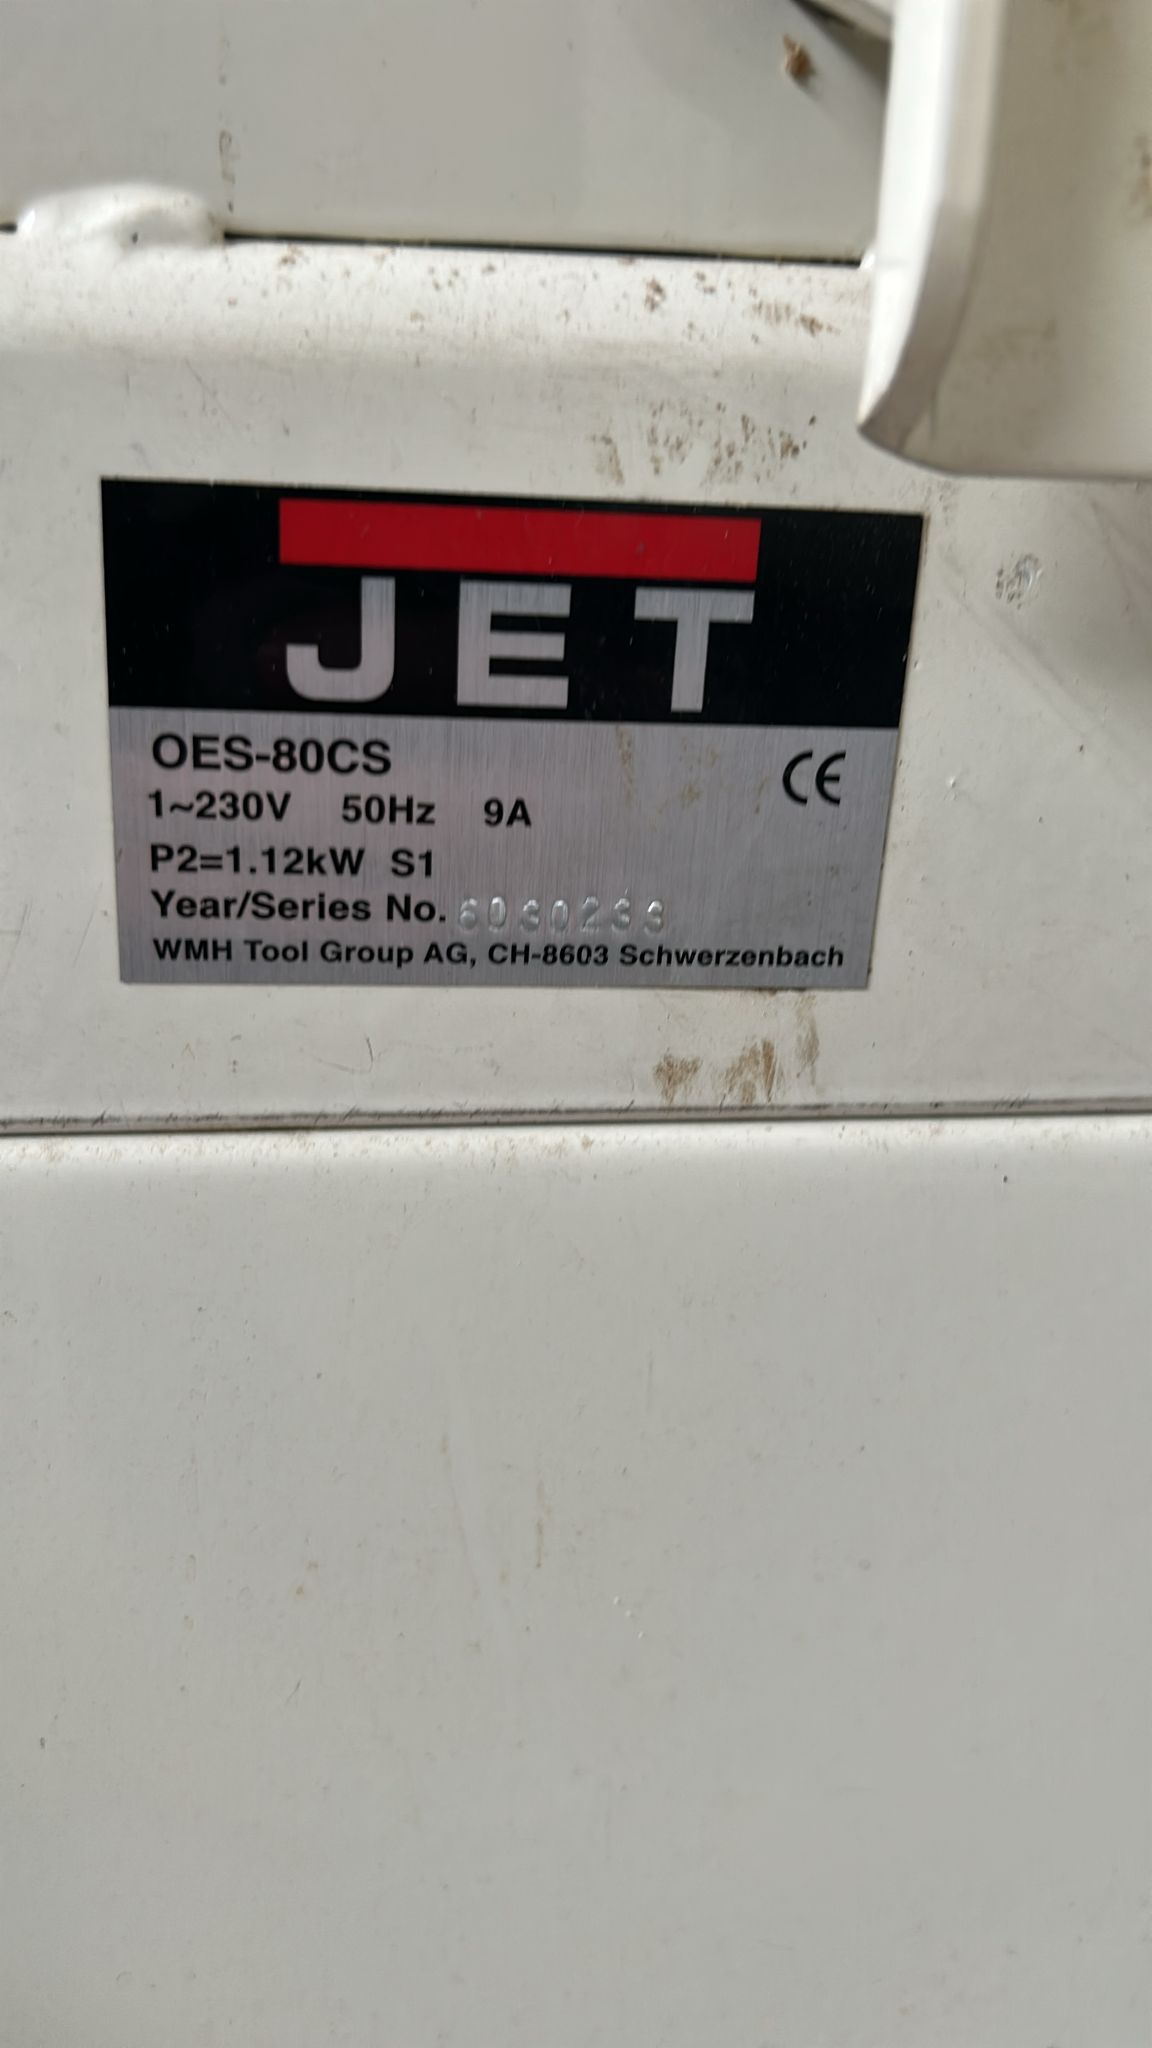 JET
OES-80CS
CE
1~230V 50Hz 9A
P2=1.12kW S1
Year/Series No. 6030233
WMH Tool Group AG, CH-8603 Schwerzenbach